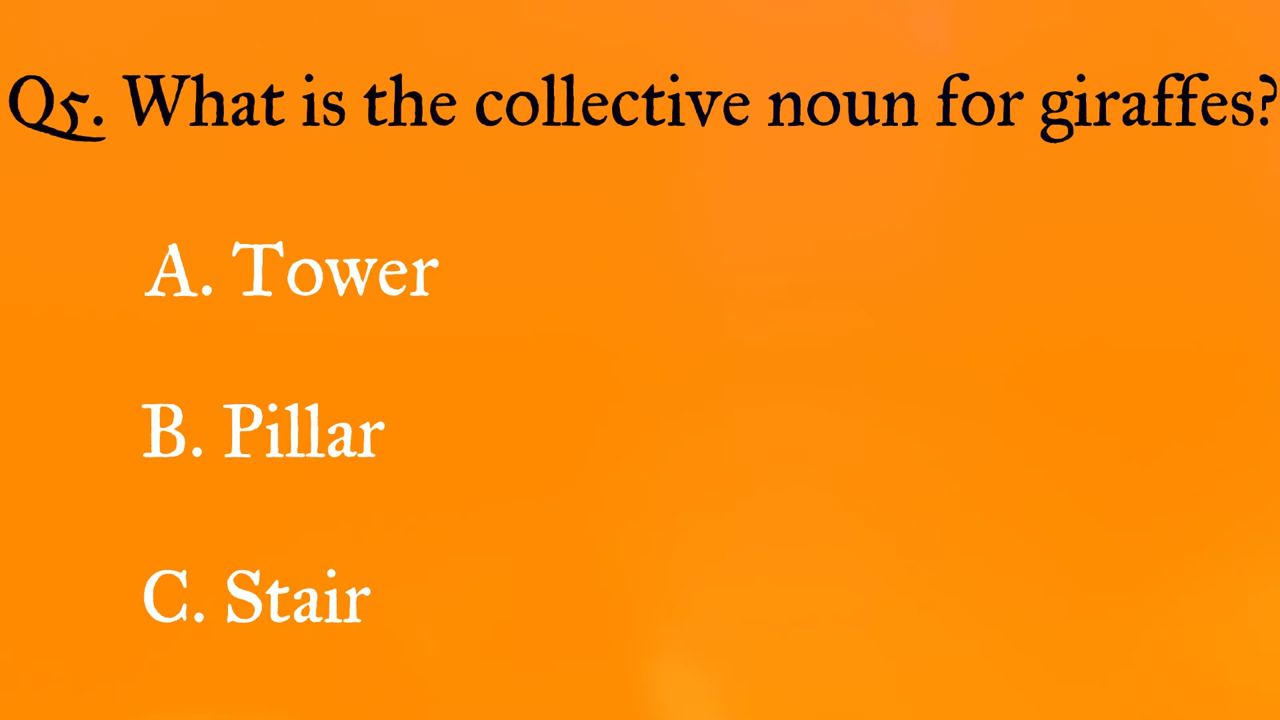 Q5. What is the collective noun for giraffes?
A. Tower
B. Pillar
C. Stair